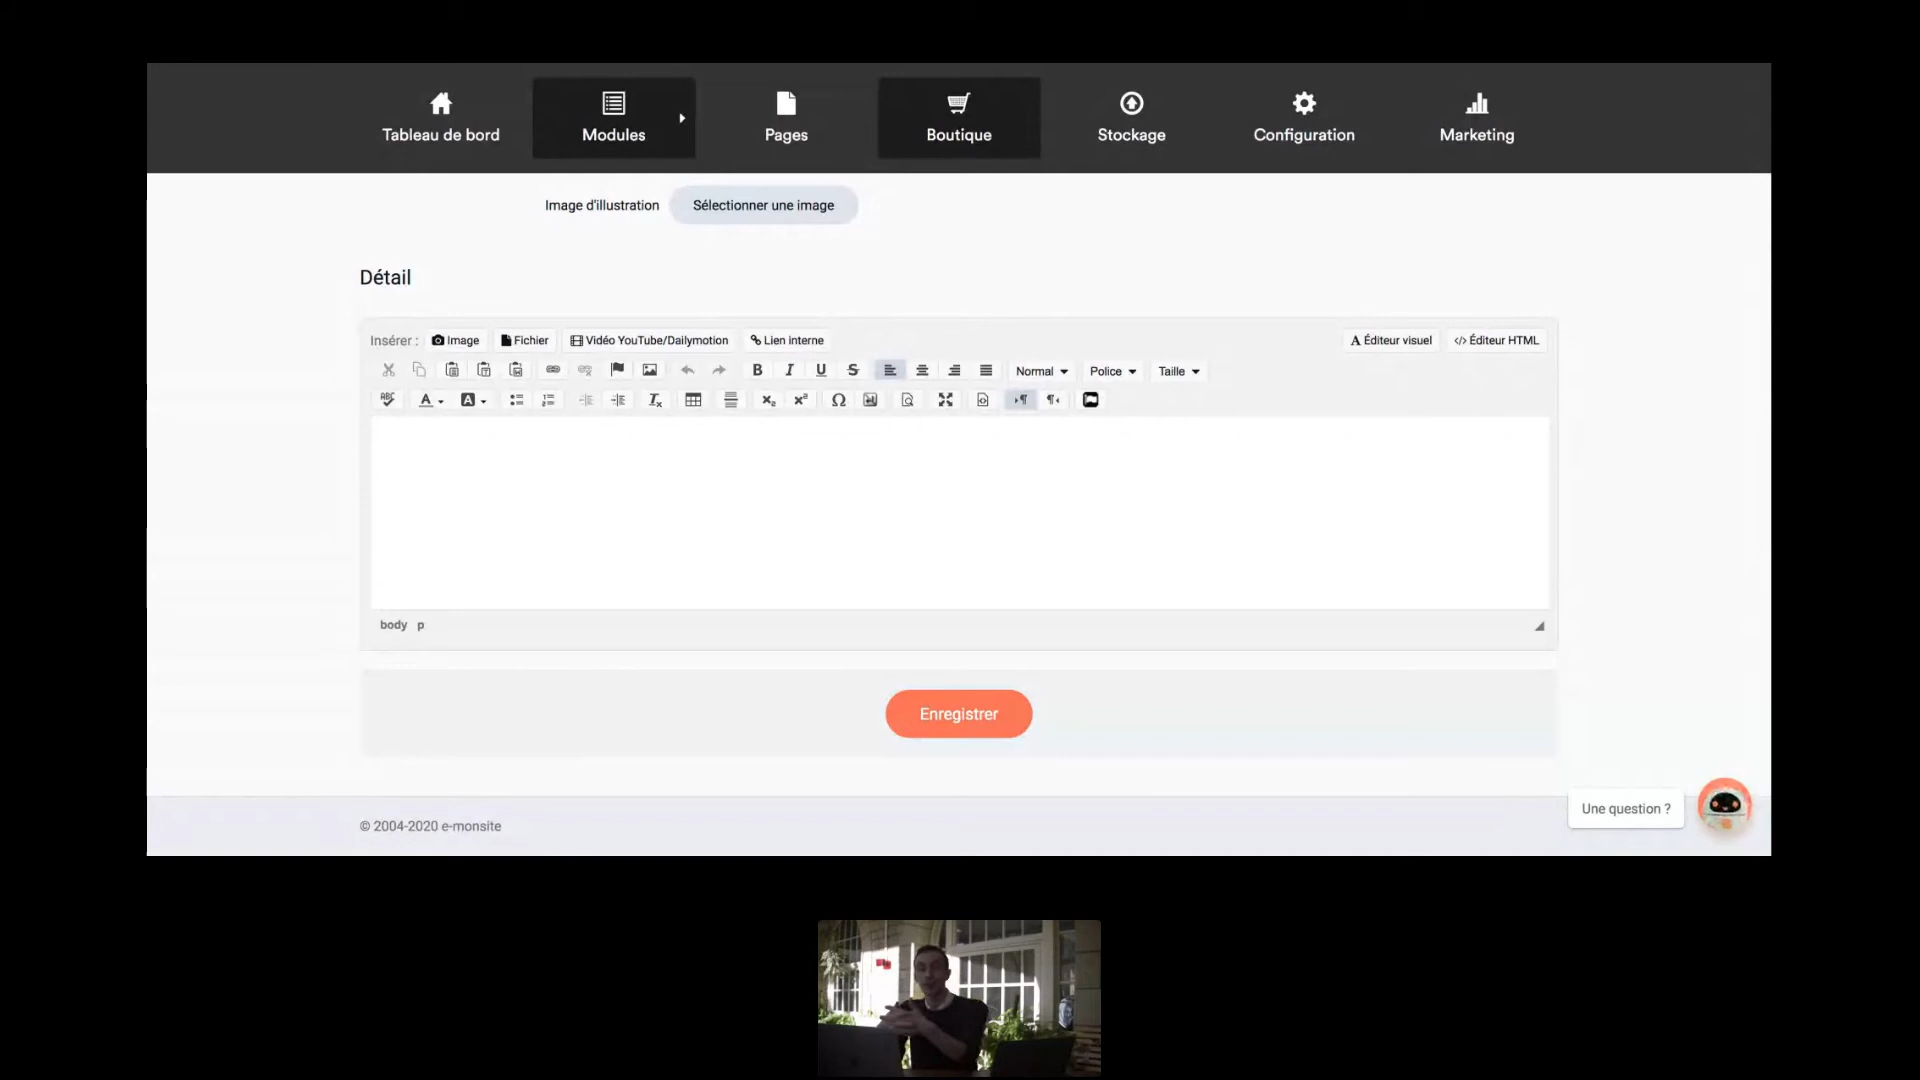 Tableau de bord
Modules
Pages
Boutique
Stockage
Configuration
Marketing
Image d'illustration Sélectionner une image
Détail
Insérer : Image Fichier Vidéo YouTube/Dailymotion Lien interne Éditeur visuel Éditeur HTML
Normal Police Taille
body p
Enregistrer
Une question ?
© 2004-2020 e-monsite